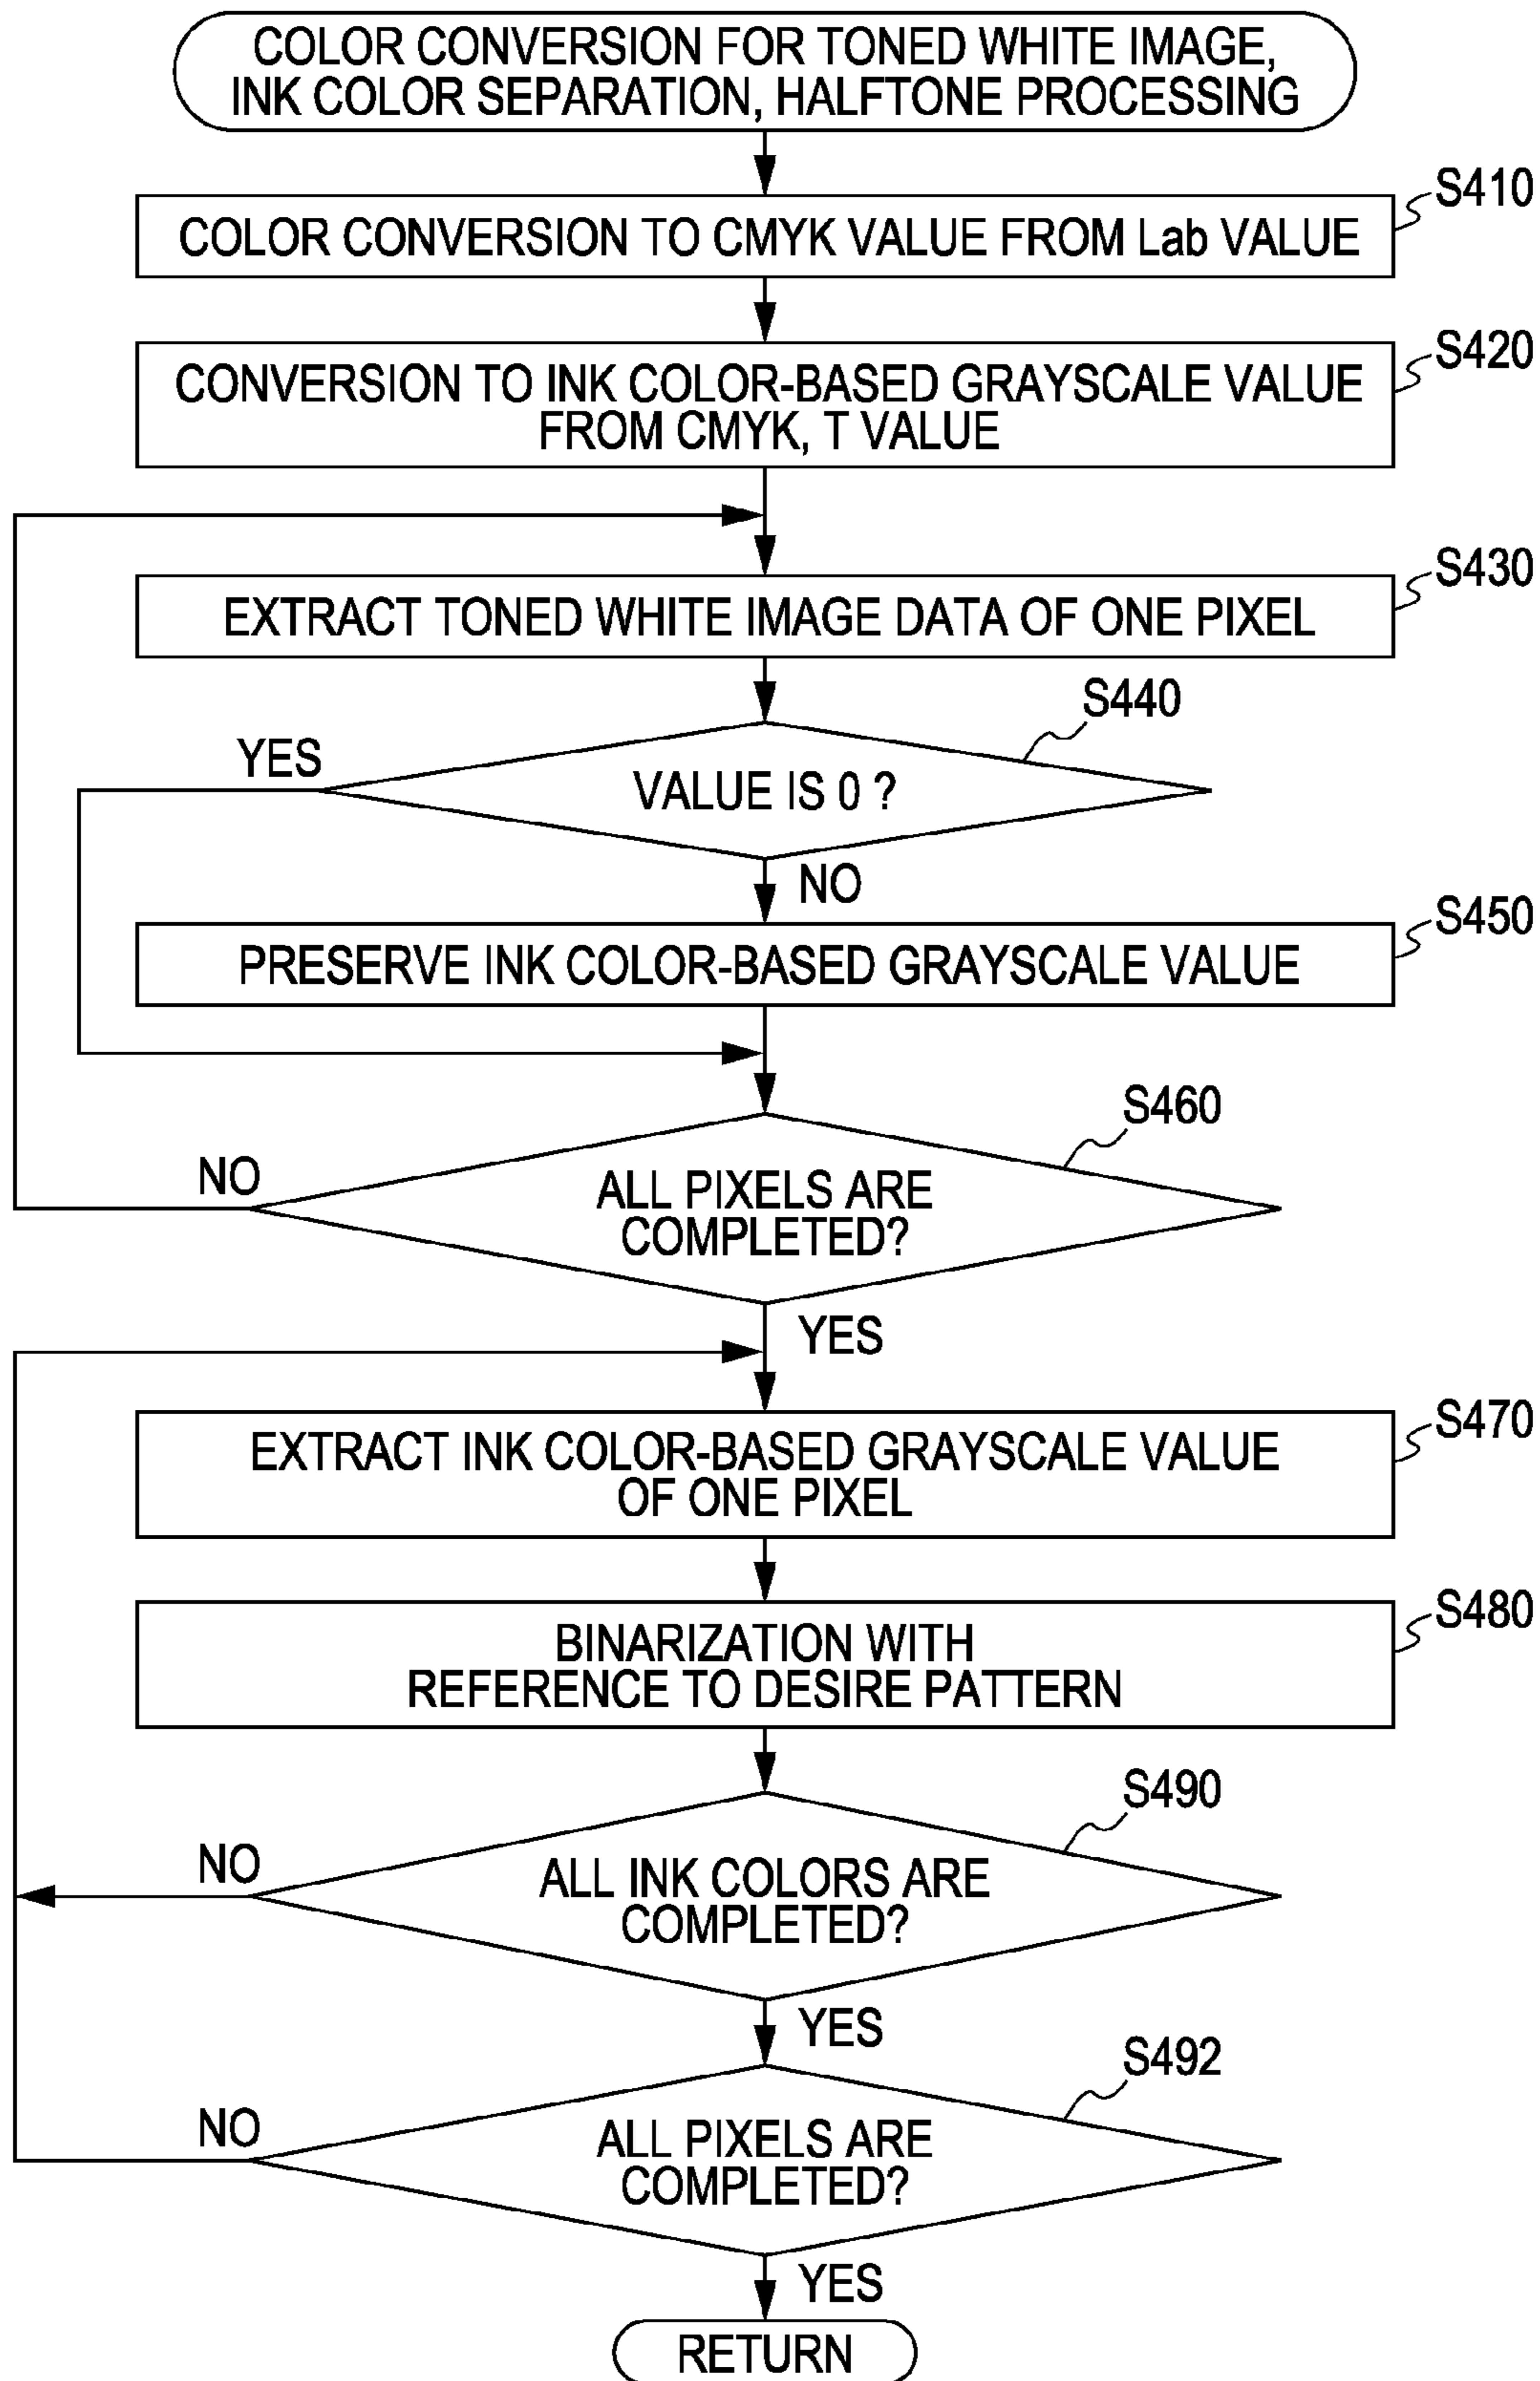 COLOR CONVERSION FOR TONED WHITE IMAGE,
INK COLOR SEPARATION, HALFTONE PROCESSING
S410
COLOR CONVERSION TO CMYK VALUE FROM Lab VALUE
S420
CONVERSION TO INK COLOR-BASED GRAYSCALE VALUE
FROM CMYK, T VALUE
S430
EXTRACT TONED WHITE IMAGE DATA OF ONE PIXEL
S440
YES
VALUE IS 0 ?
NO
S450
PRESERVE INK COLOR-BASED GRAYSCALE VALUE
S460
NO
ALL PIXELS ARE
COMPLETED?
YES
S470
EXTRACT INK COLOR-BASED GRAYSCALE VALUE
OF ONE PIXEL
S480
BINARIZATION WITH
REFERENCE TO DESIRE PATTERN
S490
NO
ALL INK COLORS ARE
COMPLETED?
YES
S492
NO
ALL PIXELS ARE
COMPLETED?
YES
RETURN